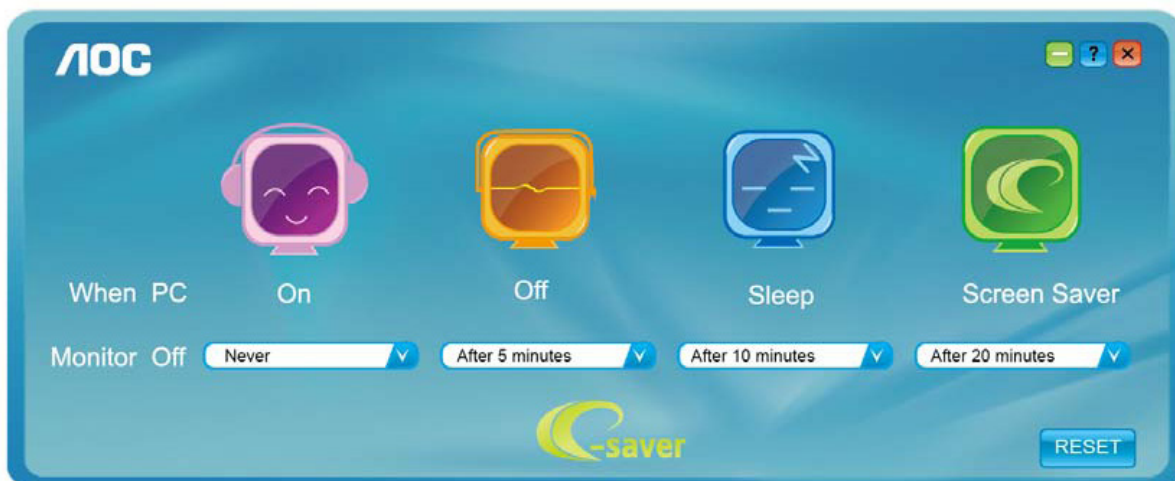 AOC
?
When PC On Off Sleep Screen Saver
Monitor Off Never After 5 minutes After 10 minutes After 20 minutes
e-saver
RESET